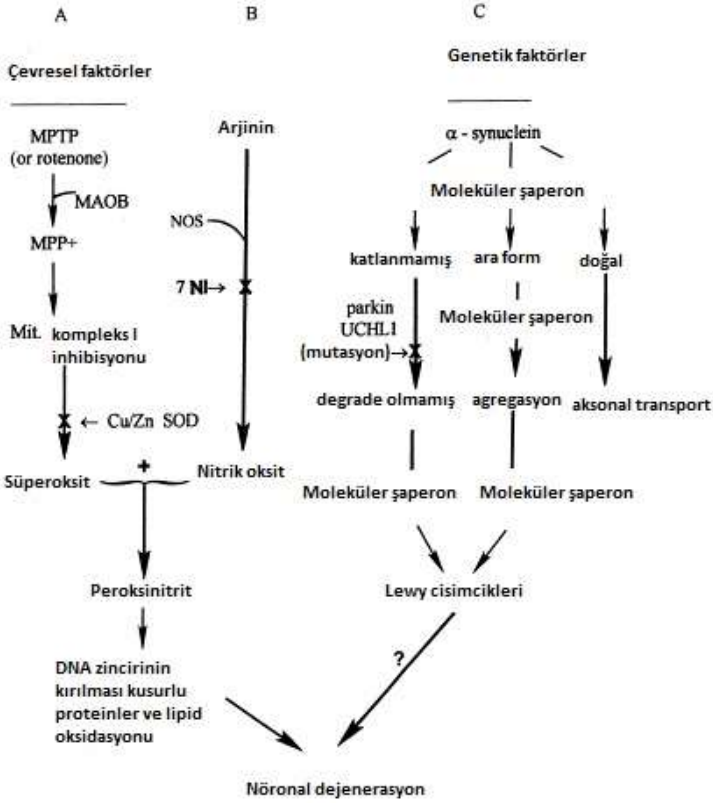 A
B
C
Çevresel faktörler
Genetik faktörler
MPTP
(or rotenone)
MAOB
MPP+
Mit. kompleks I
inhibisyonu
← Cu/Zn SOD
Süperoksit
+
Arjinin
NOS
7 NI→
Nitrik oksit
Peroksinitrit
DNA zincirinin
kırılması kusurlu
proteinler ve lipid
oksidasyonu
α - synuclein
Moleküler şaperon
katlanmamış
ara form
doğal
parkin
UCHL1
(mutasyon)→
Moleküler şaperon
degrade olmamış
agregasyon
aksonal transport
Moleküler şaperon
Moleküler şaperon
Lewy cisimcikleri
?
Nöronal dejenerasyon